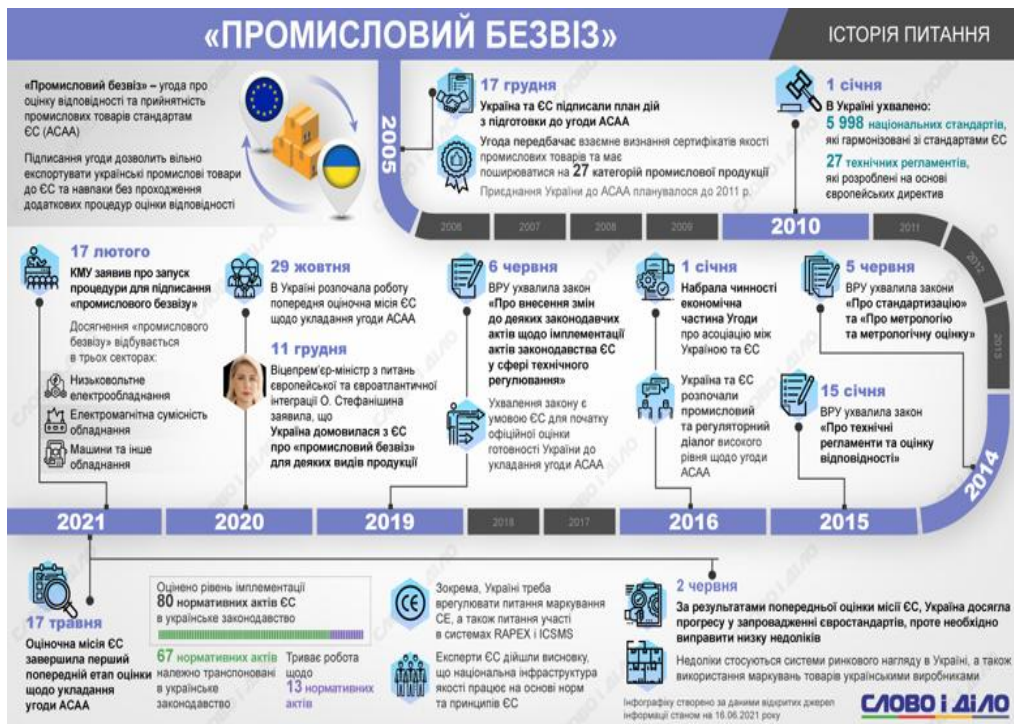 «ПРОМИСЛОВИЙ БЕЗВІЗ»
ІСТОРІЯ ПИТАННЯ
«Промисловий безвіз» – угода про
оцінку відповідності та прийнятність
промислових товарів стандартам
ЄС (АСАА)
Підписання угоди дозволить вільно
експортувати українські промислові товари
до ЄС та навпаки без проходження
додаткових процедур оцінки відповідності
2005
17 грудня
Україна та ЄС підписали план дій
з підготовки до угоди АСАА
Угода передбачає взаємне визнання сертифікатів якості
промислових товарів та має
поширюватися на 27 категорій промислової продукції
Приєднання України до АСАА планувалося до 2011 р.
1 січня
В Україні ухвалено:
5 998 національних стандартів,
які гармонізовані зі стандартами ЄС
27 технічних регламентів,
які розроблені на основі
європейських директив
2006
2007
2008
2009
2010
2011
2012
2013
2014
17 лютого
КМУ заявив про запуск
процедури для підписання
«промислового безвізу»
Досягнення «промислового
безвізу» відбувається
в трьох секторах:
Низьковольтне
електрообладнання
Електромагнітна сумісність
обладнання
Машини та інше
обладнання
29 жовтня
В Україні розпочала роботу
попередня оціночна місія ЄС
щодо укладання угоди АСАА
11 грудня
Віцепрем'єр-міністр з питань
європейської та євроатлантичної
інтеграції О. Стефанішина
заявила, що
Україна домовилася з ЄС
про «промисловий безвіз»
для деяких видів продукції
6 червня
ВРУ ухвалила закон
«Про внесення змін
до деяких законодавчих
актів щодо імплементації
актів законодавства ЄС
у сфері технічного
регулювання»
Ухвалення закону є
умовою ЄС для початку
офіційної оцінки
готовності України до
укладання угоди АСАА
1 січня
Набрала чинності
економічна
частина Угоди
про асоціацію між
Україною та ЄС
Україна та ЄС
розпочали
промисловий
та регуляторний
діалог високого
рівня щодо угоди
АСАА
5 червня
ВРУ ухвалила закони
«Про стандартизацію»
та «Про метрологію
та метрологічну оцінку»
15 січня
ВРУ ухвалила закон
«Про технічні
регламенти та оцінку
відповідності»
2021
2020
2019
2018
2017
2016
2015
17 травня
Оціночна місія ЄС
завершила перший
попередній етап оцінки
щодо укладання
угоди АСАА
Оцінено рівень імплементації
80 нормативних актів ЄС
в українське законодавство
67 нормативних актів
належно транспоновані
в українське
законодавство
Триває робота
щодо
13 нормативних
актів
CE
Зокрема, Україні треба
врегулювати питання маркування
СЕ, а також питання участі
в системах RAPEX і ICSMS
Експерти ЄС дійшли висновку,
що національна інфраструктура
якості працює на основі норм
та принципів ЄС
2 червня
За результатами попередньої оцінки місії ЄС, Україна досягла
прогресу у запровадженні євростандартів, проте необхідно
виправити низку недоліків
Недоліки стосуються системи ринкового нагляду в Україні, а також
використання маркувань товарів українськими виробниками
Інфографіку створено за даними відкритих джерел
інформації станом на 16.06.2021 року
СЛОВО і ДІЛО